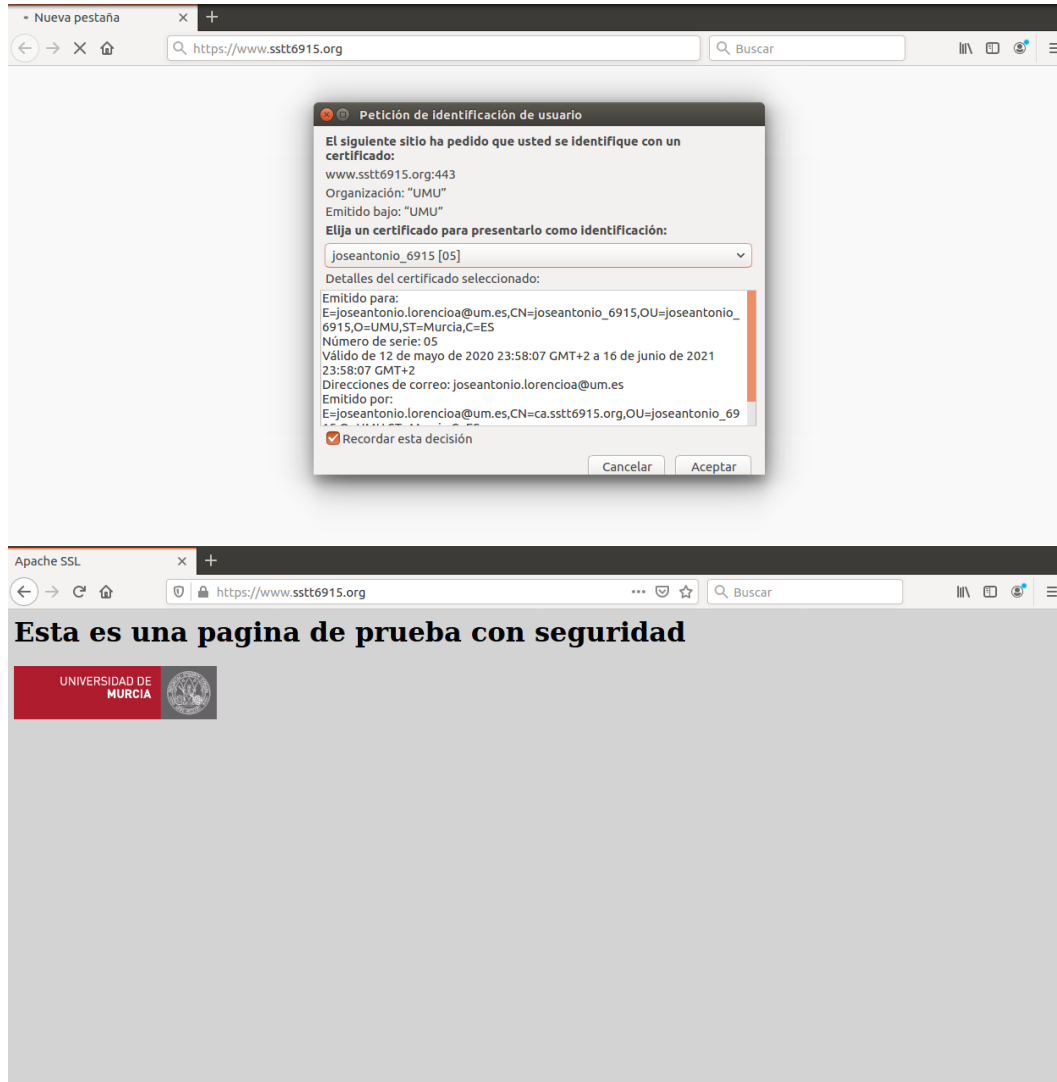 Nueva pestaña
https://www.sstt6915.org
Buscar
Petición de identificación de usuario
El siguiente sitio ha pedido que usted se identifique con un
certificado:
www.sstt6915.org:443
Organización: "UMU"
Emitido bajo: "UMU"
Elija un certificado para presentarlo como identificación:
joseantonio_6915 [05]
Detalles del certificado seleccionado:
Emitido para:
E=joseantonio.lorencioa@um.es,CN=joseantonio_6915,OU=joseantonio_
6915,O=UMU,ST=Murcia,C=ES
Número de serie: 05
Válido de 12 de mayo de 2020 23:58:07 GMT+2 a 16 de junio de 2021
23:58:07 GMT+2
Direcciones de correo: joseantonio.lorencioa@um.es
Emitido por:
E=joseantonio.lorencioa@um.es,CN=ca.sstt6915.org,OU=joseantonio_69
Recordar esta decisión
Cancelar Aceptar
Apache SSL
https://www.sstt6915.org
Buscar
Esta es una pagina de prueba con seguridad
UNIVERSIDAD DE
MURCIA